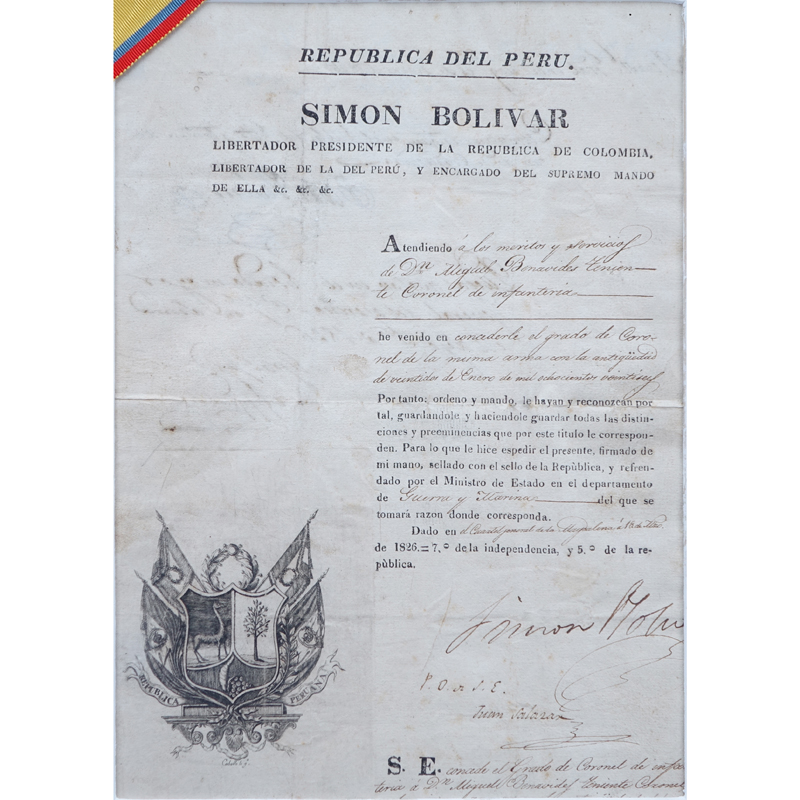 REPUBLICA DEL PERU.
SIMON BOLIVAR
LIBERTADOR PRESIDENTE DE LA REPUBLICA DE COLOMBIA,
LIBERTADOR DE LA DEL PERÚ, Y ENCARGADO DEL SUPREMO MANDO
DE ELLA &c. &c. &c.
Atendiendo á los meritos y servicios
de Dn Miguel Benavides Tenien
te Coronel de infanteria
he venido en concederle el grado de Coro-
nel de la misma arma con la antigüedad
de veintidos de Enero de mil ochocientos veintiseis
Por tanto: ordeno y mando, le hayan y reconozcan por
tal, guardandole y haciendole guardar todas las distin-
ciones y preeminencias que por este titulo le correspon-
den. Para lo que le hice espedir el presente, firmado de
mi mano, sellado con el sello de la República, y refren-
dado por el Ministro de Estado en el departamento
de Guerra y Marina del que se
tomará razon donde corresponda.
Dado en el Cuartel general de la Magdalena á
de 1826.=7.º de la independencia, y 5.º de la re-
pùblica.
Simon Boliv
P. O. de S. E.
Juan Salazar
REPUBLICA PERUANA
S. E. concede el Grado de Coronel de infan
teria á Dn Miguel Benavides Teniente Coronel